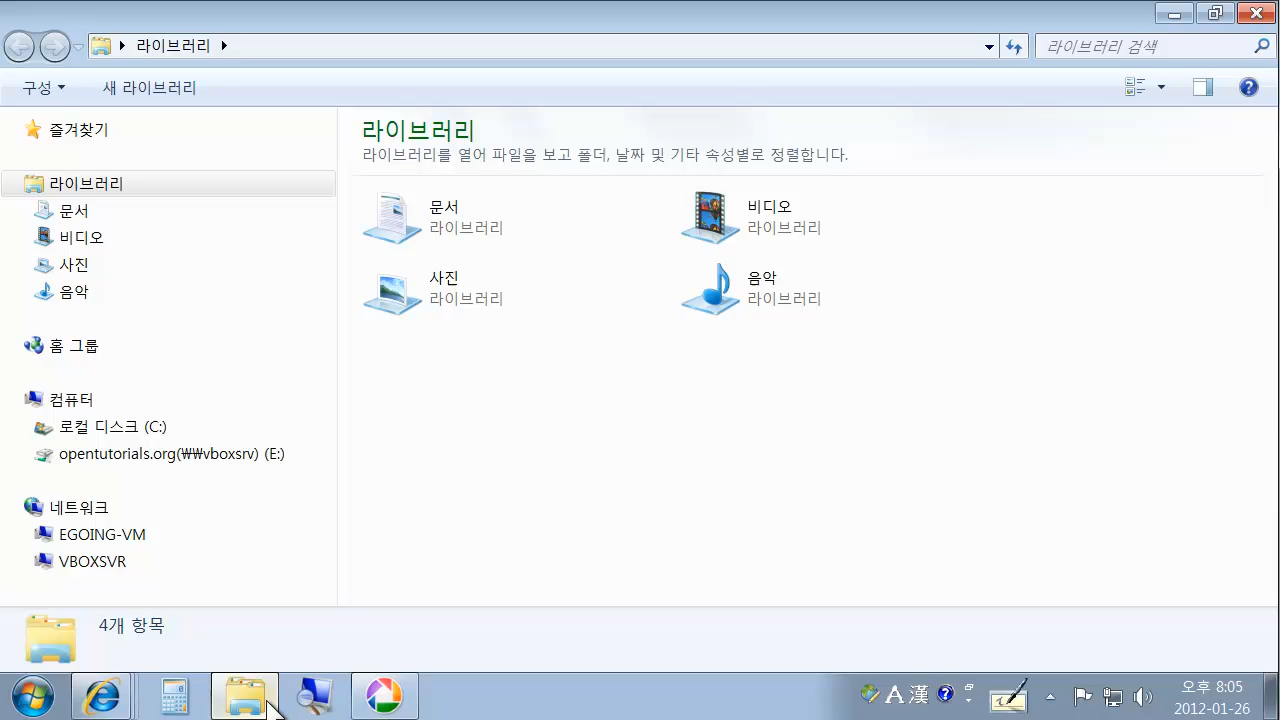 라이브러리
라이브러리 검색
구성
새 라이브러리
즐겨찾기
라이브러리
문서
비디오
사진
음악
홈 그룹
컴퓨터
로컬 디스크 (C:)
opentutorials.org(₩₩vboxsrv) (E:)
네트워크
EGOING-VM
VBOXSVR
라이브러리
라이브러리를 열어 파일을 보고 폴더, 날짜 및 기타 속성별로 정렬합니다.
문서
라이브러리
비디오
라이브러리
사진
라이브러리
음악
라이브러리
4개 항목
A 漢
오후 8:05
2012-01-26